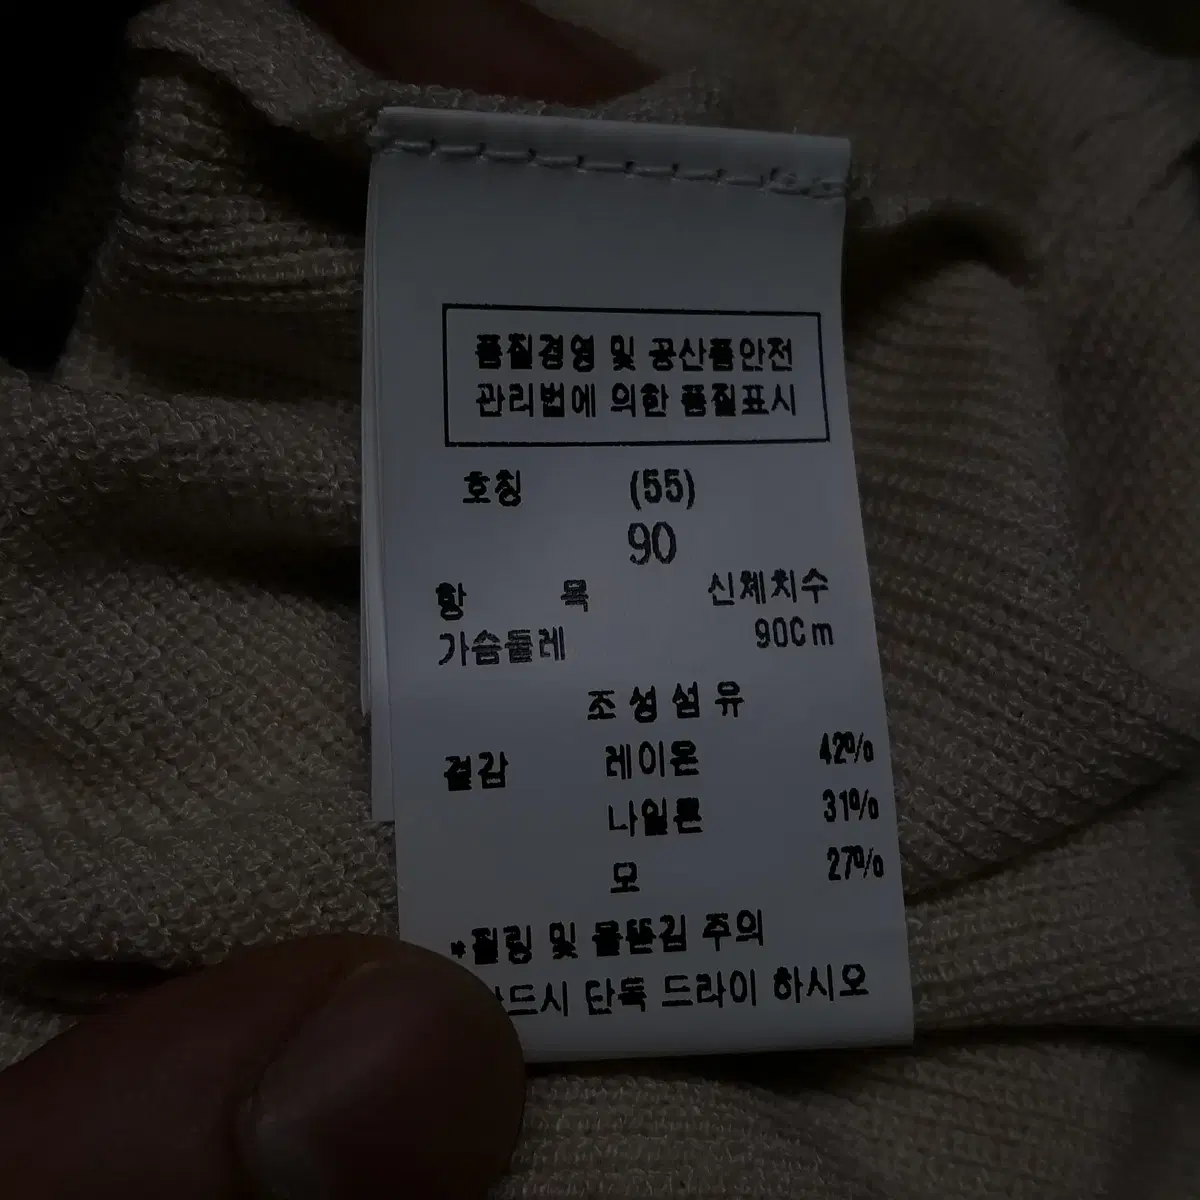 품질경영 및 공산품안전
관리법에 의한 품질표시
호칭 (55)
90
항 목 신체치수
가슴둘레 90Cm
조성섬유
겉감 레이온 42%
나일론 31%
모 27%
*필링 및 올뜯김 주의
드시 단독 드라이 하시오